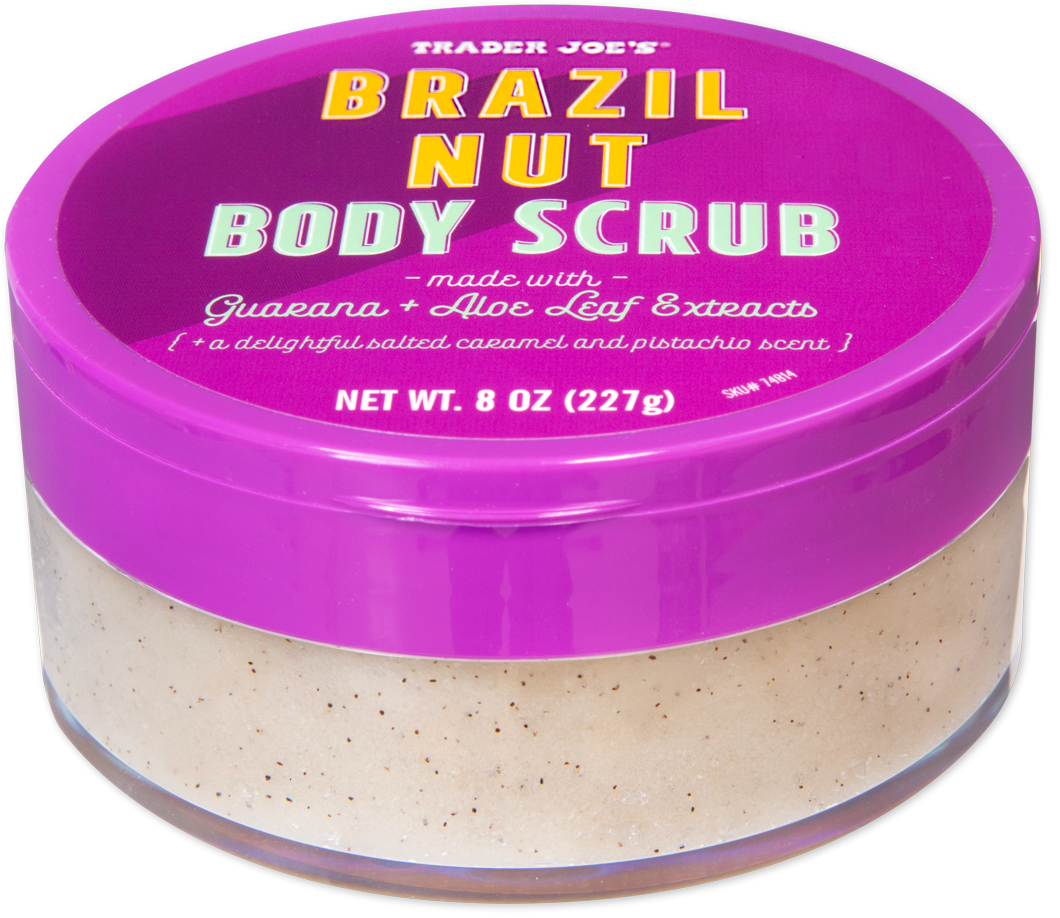 TRADER JOE'S®
BRAZIL
NUT
BODY SCRUB
– made with –
Guarana + Aloe Leaf Extracts
{ + a delightful salted caramel and pistachio scent }
NET WT. 8 OZ (227g)
SKU# 74814